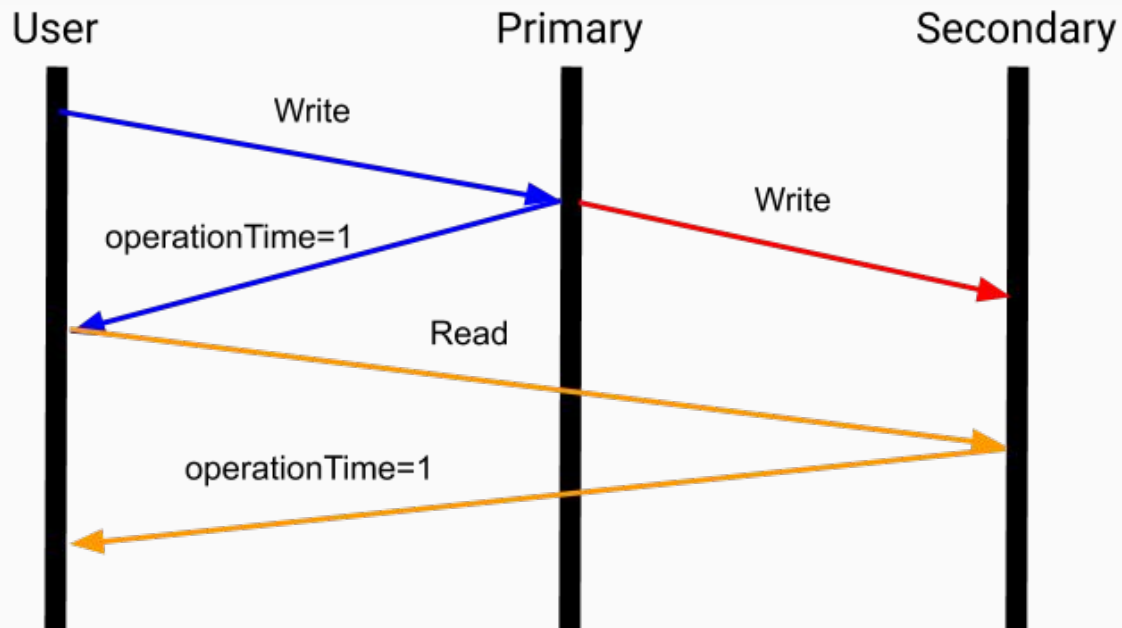 User
Primary
Secondary
Write
Write
operationTime=1
Read
operationTime=1